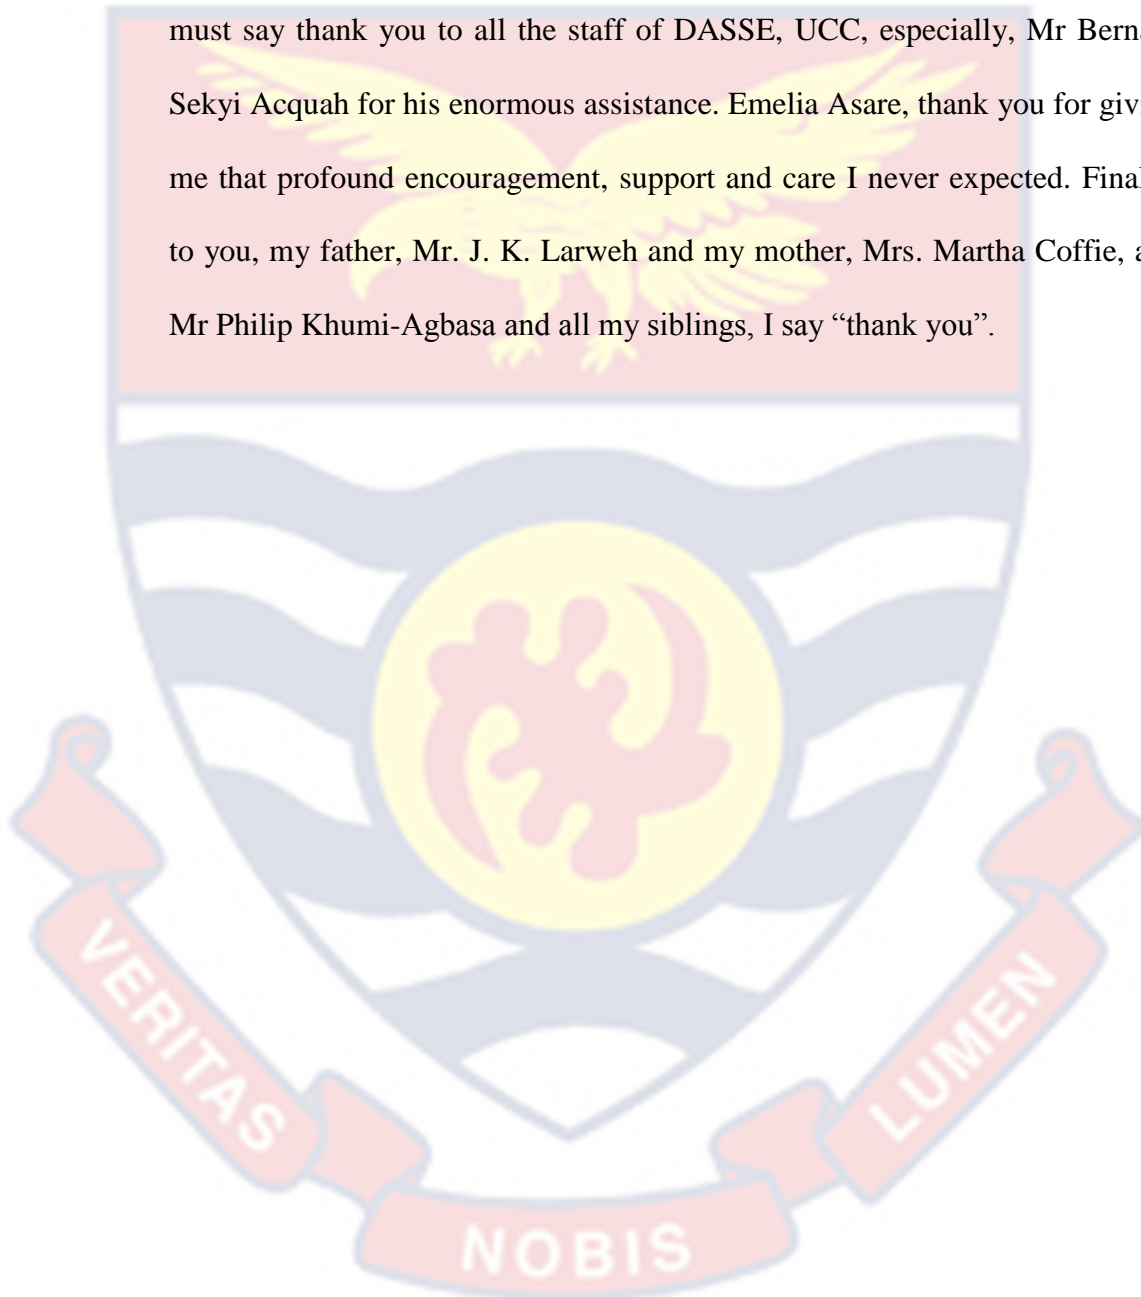 must say thank you to all the staff of DASSE, UCC, especially, Mr Berna
Sekyi Acquah for his enormous assistance. Emelia Asare, thank you for giv
me that profound encouragement, support and care I never expected. Final
to you, my father, Mr. J. K. Larweh and my mother, Mrs. Martha Coffie, a
Mr Philip Khumi-Agbasa and all my siblings, I say “thank you”.
VERITAS
NOBIS
LUMEN